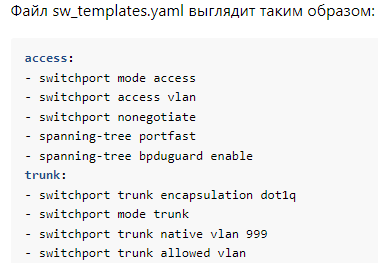 Файл sw_templates.yaml выглядит таким образом:
access:
- switchport mode access
- switchport access vlan
- switchport nonegotiate
- spanning-tree portfast
- spanning-tree bpduguard enable
trunk:
- switchport trunk encapsulation dot1q
- switchport mode trunk
- switchport trunk native vlan 999
- switchport trunk allowed vlan